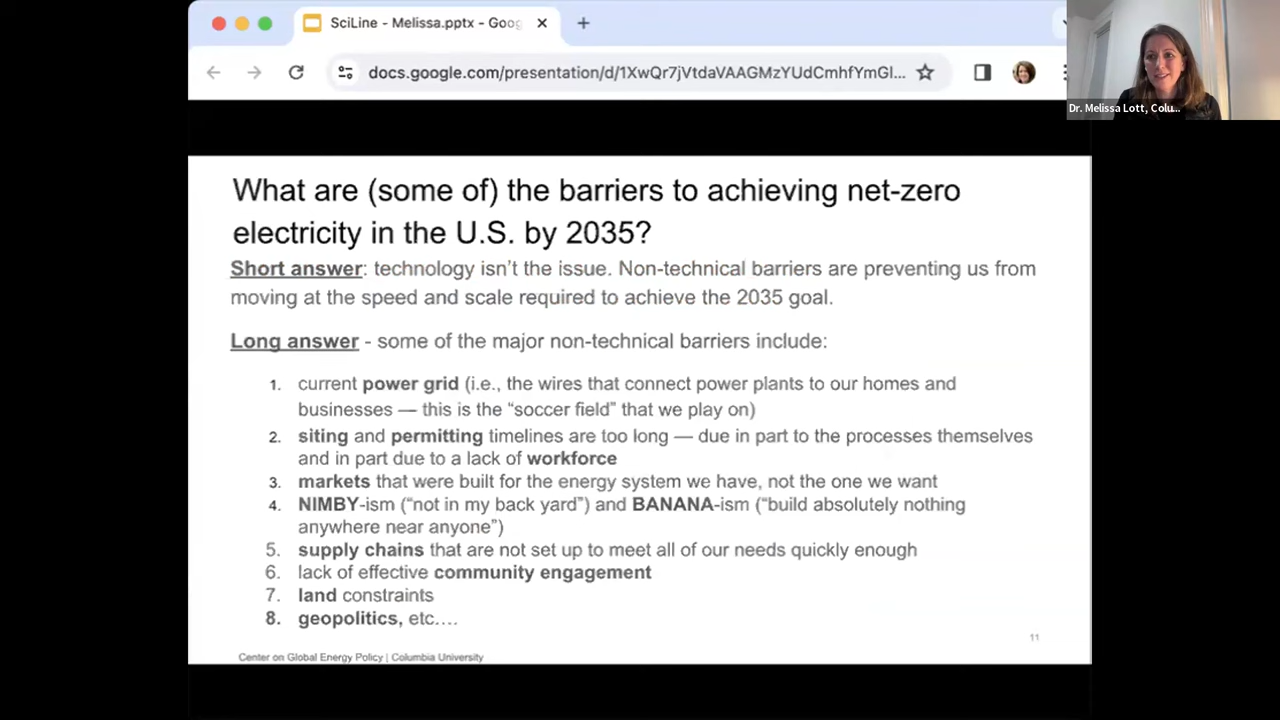 SciLine - Melissa.pptx - Goog
docs.google.com/presentation/d/1XwQr7jVtdaVAAGMzYUdCmhfYmGl...
Dr. Melissa Lott, Colu...
What are (some of) the barriers to achieving net-zero
electricity in the U.S. by 2035?
Short answer: technology isn't the issue. Non-technical barriers are preventing us from
moving at the speed and scale required to achieve the 2035 goal.
Long answer - some of the major non-technical barriers include:
1. current power grid (i.e., the wires that connect power plants to our homes and
businesses — this is the “soccer field” that we play on)
2. siting and permitting timelines are too long — due in part to the processes themselves
and in part due to a lack of workforce
3. markets that were built for the energy system we have, not the one we want
4. NIMBY-ism (“not in my back yard”) and BANANA-ism (“build absolutely nothing
anywhere near anyone”)
5. supply chains that are not set up to meet all of our needs quickly enough
6. lack of effective community engagement
7. land constraints
8. geopolitics, etc....
11
Center on Global Energy Policy | Columbia University